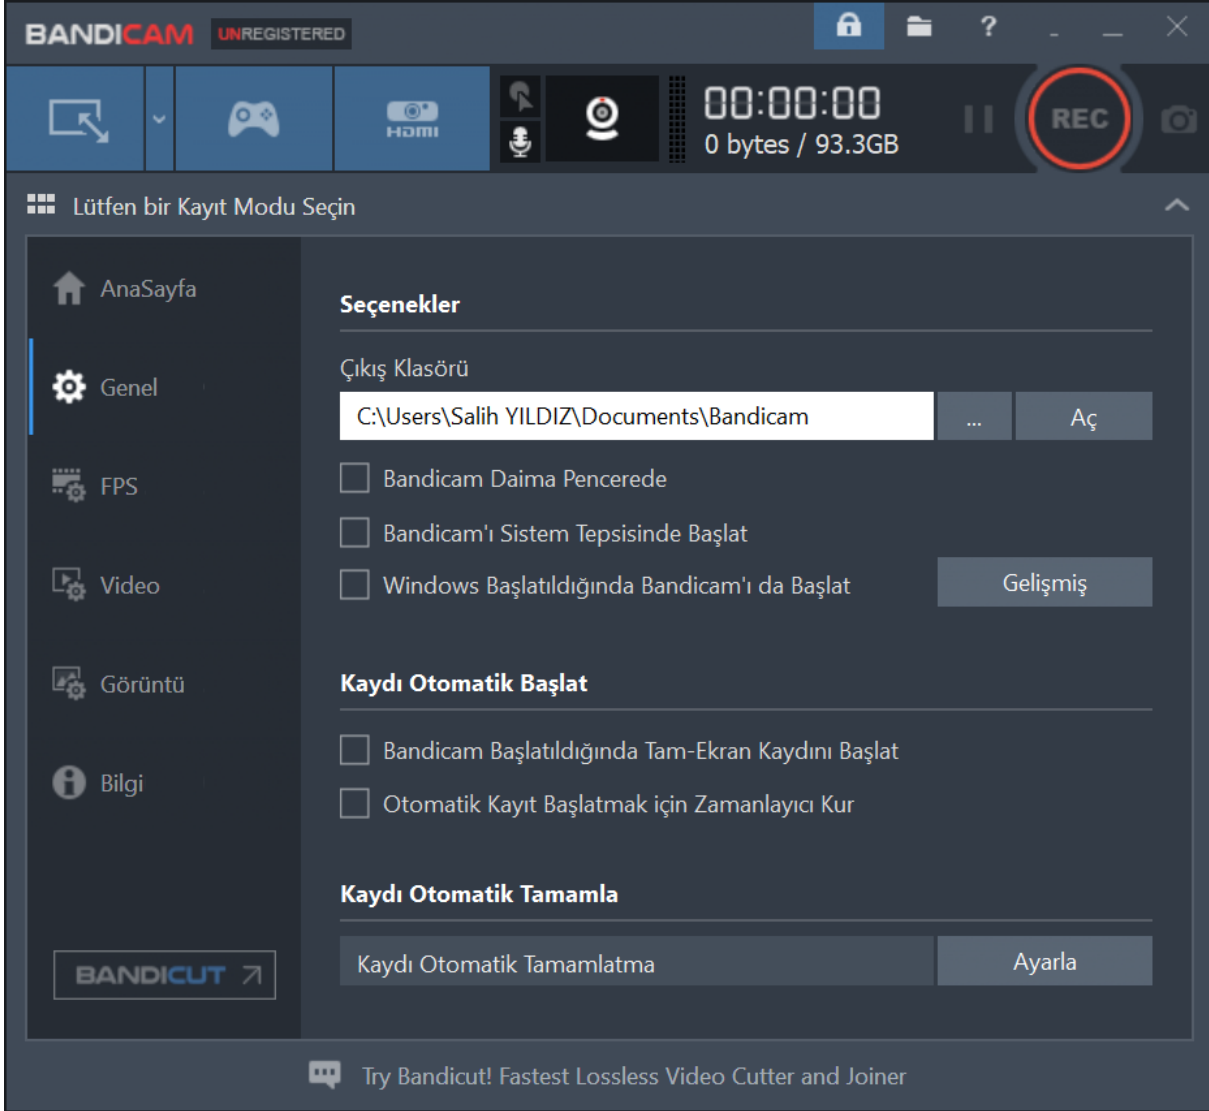 BANDICAM UNREGISTERED ?
HDMI
00:00:00
0 bytes / 93.3GB
REC
Lütfen bir Kayıt Modu Seçin
AnaSayfa
Genel
FPS
Video
Görüntü
Bilgi
BANDICUT
Seçenekler
Çıkış Klasörü
C:\Users\Salih YILDIZ\Documents\Bandicam ... Aç
Bandicam Daima Pencerede
Bandicam'ı Sistem Tepsisinde Başlat
Windows Başlatıldığında Bandicam'ı da Başlat Gelişmiş
Kaydı Otomatik Başlat
Bandicam Başlatıldığında Tam-Ekran Kaydını Başlat
Otomatik Kayıt Başlatmak için Zamanlayıcı Kur
Kaydı Otomatik Tamamla
Kaydı Otomatik Tamamlatma Ayarla
Try Bandicut! Fastest Lossless Video Cutter and Joiner